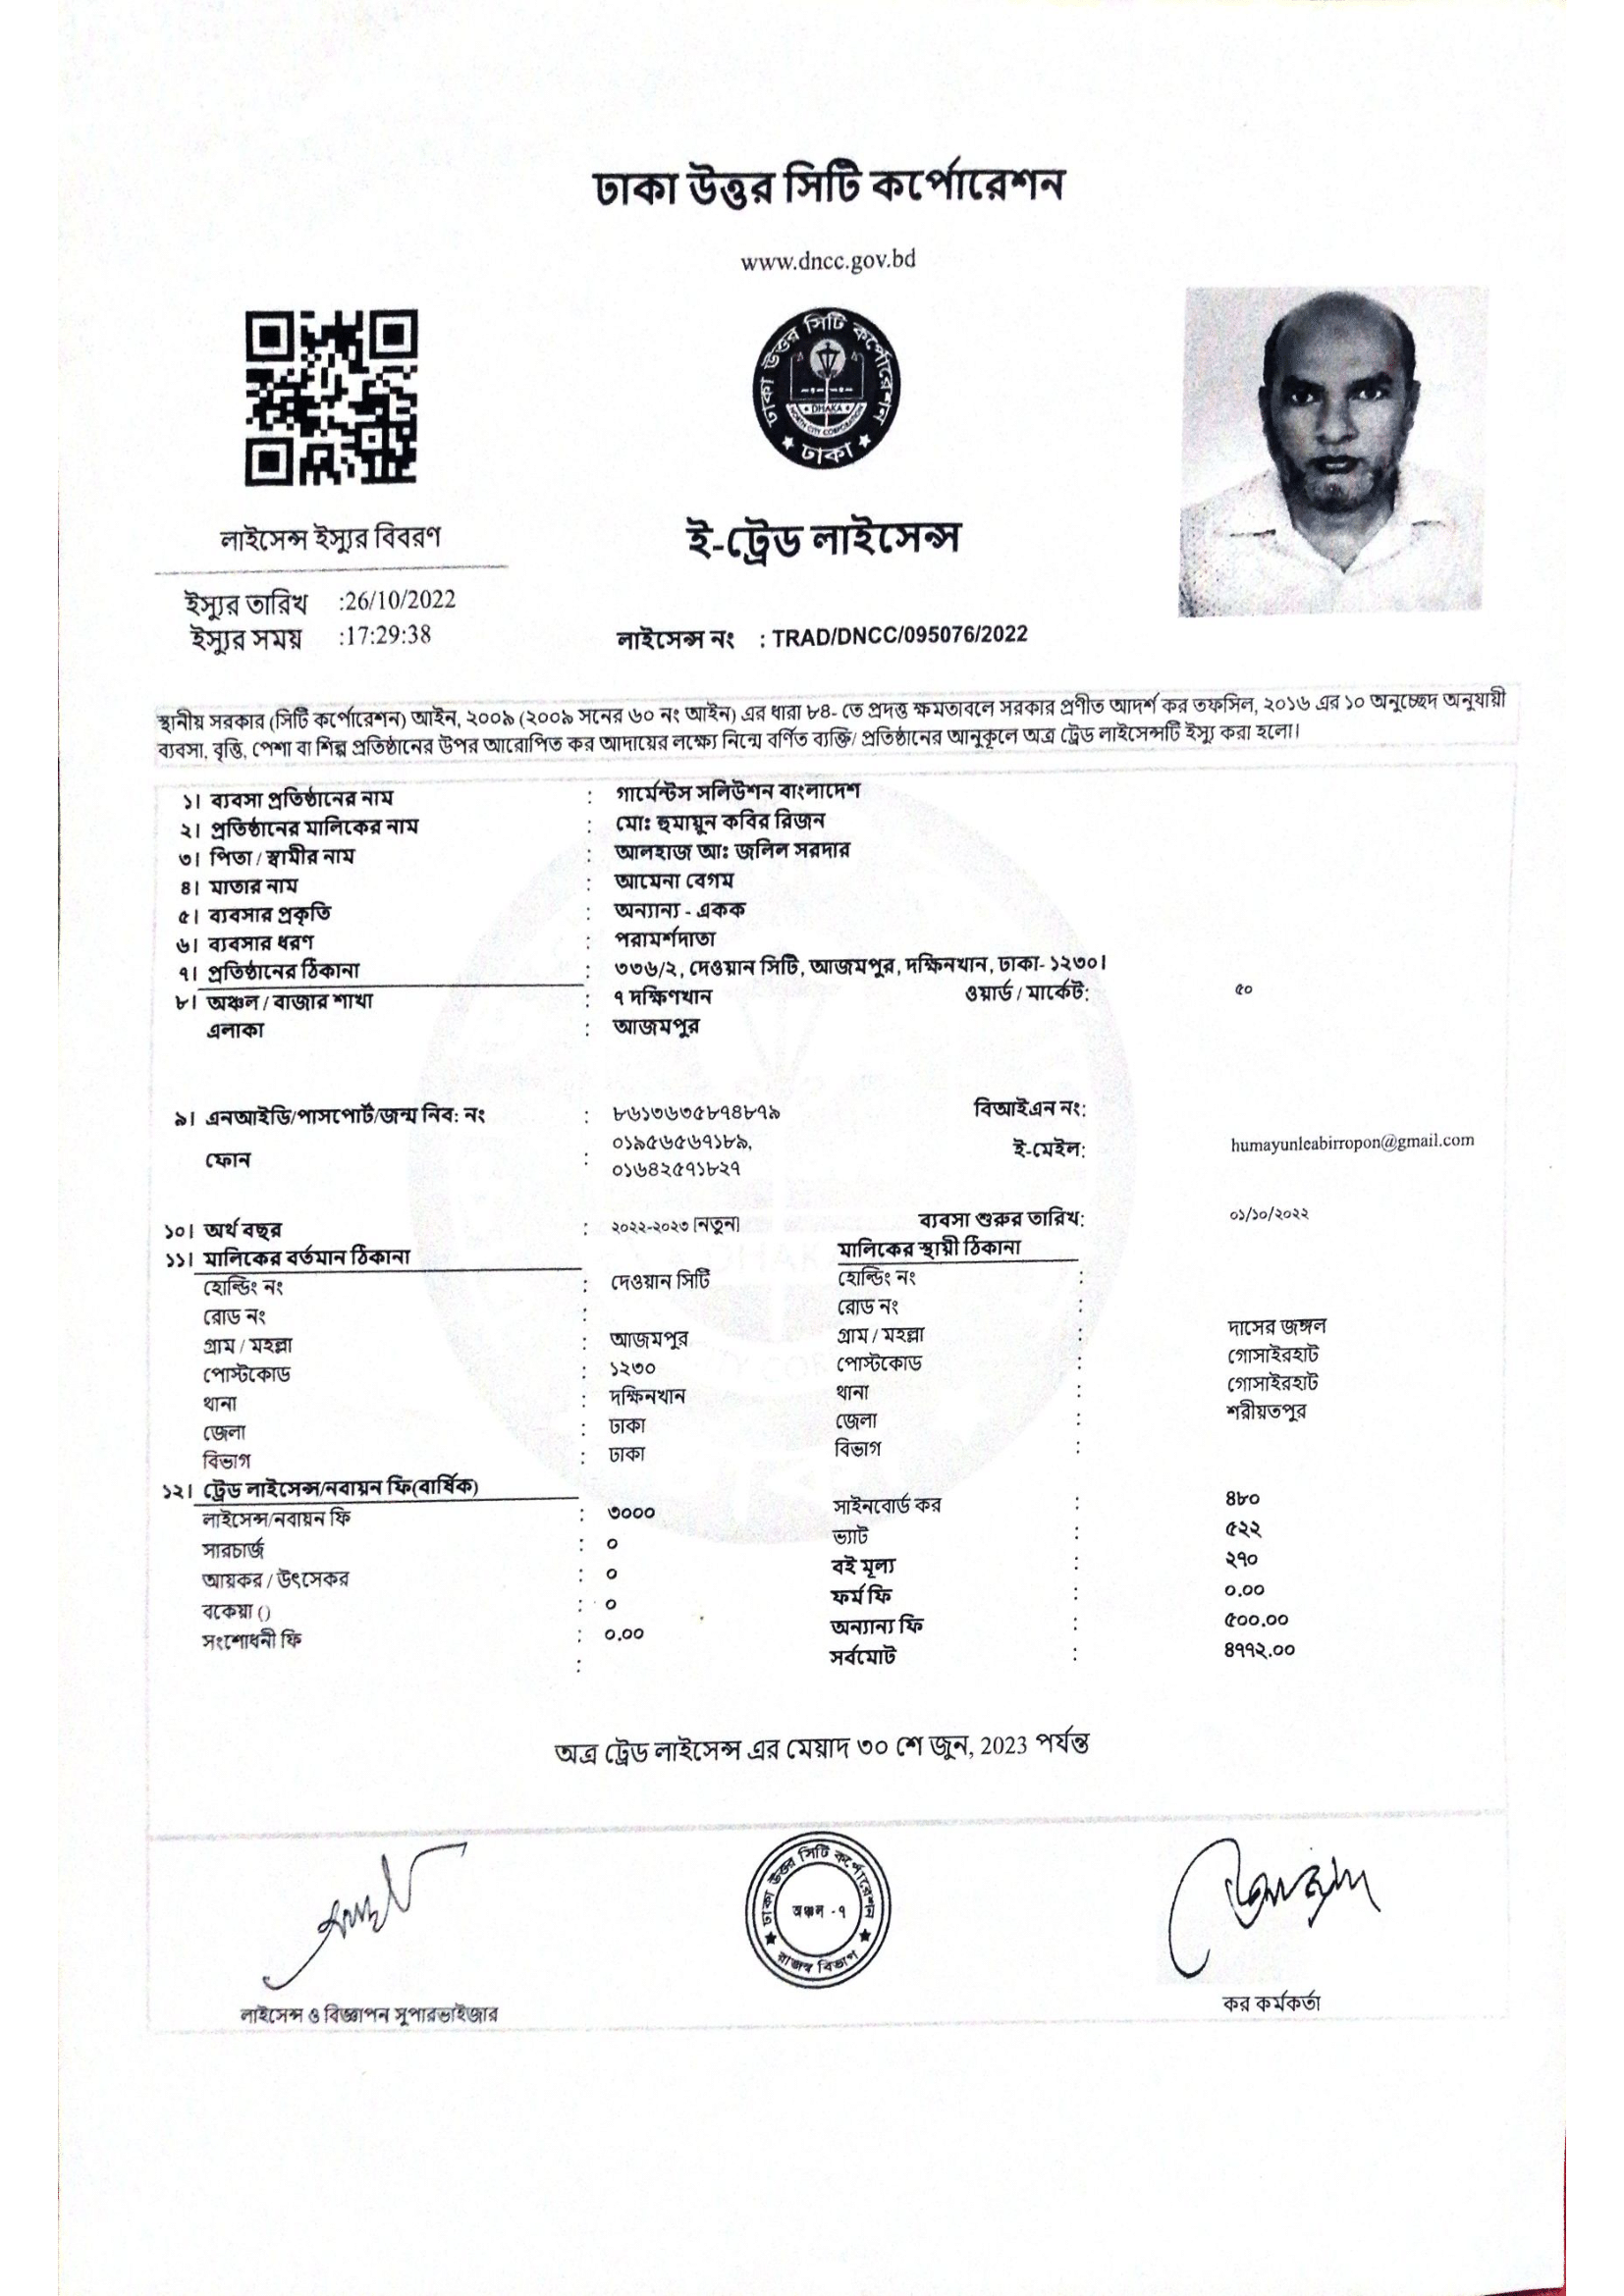 ঢাকা উত্তর সিটি কর্পোরেশন
www.dncc.gov.bd
ঢাকা উত্তর সিটি কর্পোরেশন
DHAKA
NORTH CITY CORPORATION
ঢাকা
লাইসেন্স ইস্যুর বিবরণ
ই-ট্রেড লাইসেন্স
ইস্যুর তারিখ :26/10/2022
ইস্যুর সময় :17:29:38
লাইসেন্স নং : TRAD/DNCC/095076/2022
স্থানীয় সরকার (সিটি কর্পোরেশন) আইন, ২০০৯ (২০০৯ সনের ৬০ নং আইন) এর ধারা ৮৪- তে প্রদত্ত ক্ষমতাবলে সরকার প্রণীত আদর্শ কর তফসিল, ২০১৬ এর ১০ অনুচ্ছেদ অনুযায়ী
ব্যবসা, বৃত্তি, পেশা বা শিল্প প্রতিষ্ঠানের উপর আরোপিত কর আদায়ের লক্ষ্যে নিম্নে বর্ণিত ব্যক্তি/ প্রতিষ্ঠানের আনুকূলে অত্র ট্রেড লাইসেন্সটি ইস্যু করা হলো।
১। ব্যবসা প্রতিষ্ঠানের নাম : গার্মেন্টস সলিউশন বাংলাদেশ
২। প্রতিষ্ঠানের মালিকের নাম : মোঃ হুমায়ুন কবির রিজন
৩। পিতা / স্বামীর নাম : আলহাজ আঃ জলিল সরদার
৪। মাতার নাম : আমেনা বেগম
৫। ব্যবসার প্রকৃতি : অন্যান্য - একক
৬। ব্যবসার ধরণ : পরামর্শদাতা
৭। প্রতিষ্ঠানের ঠিকানা : ৩৩৬/২, দেওয়ান সিটি, আজমপুর, দক্ষিনখান, ঢাকা- ১২৩০।
৮। অঞ্চল / বাজার শাখা : ৭ দক্ষিণখান ওয়ার্ড / মার্কেট: ৫০
এলাকা : আজমপুর
৯। এনআইডি/পাসপোর্ট/জন্ম নিব: নং : ৮৬১৩৬৩৫৮৭৪৮৭৯ বিআইএন নং:
ফোন : ০১৯৫৬৫৬৭১৮৯, ০১৬৪২৫৭১৮২৭ ই-মেইল: humayunleabirropon@gmail.com
১০। অর্থ বছর : ২০২২-২০২৩ [নতুন] ব্যবসা শুরুর তারিখ: ০১/১০/২০২২
১১। মালিকের বর্তমান ঠিকানা মালিকের স্থায়ী ঠিকানা
হোল্ডিং নং : দেওয়ান সিটি হোল্ডিং নং :
রোড নং : রোড নং :
গ্রাম / মহল্লা : আজমপুর গ্রাম / মহল্লা : দাসের জঙ্গল
পোস্টকোড : ১২৩০ পোস্টকোড : গোসাইরহাট
থানা : দক্ষিনখান থানা : গোসাইরহাট
জেলা : ঢাকা জেলা : শরীয়তপুর
বিভাগ : ঢাকা বিভাগ :
১২। ট্রেড লাইসেন্স/নবায়ন ফি(বার্ষিক)
লাইসেন্স/নবায়ন ফি : ৩০০০ সাইনবোর্ড কর : ৪৮০
সারচার্জ : ০ ভ্যাট : ৫২২
আয়কর / উৎসেকর : ০ বই মূল্য : ২৭০
বকেয়া () : ০ ফর্ম ফি : ০.০০
সংশোধনী ফি : ০.০০ অন্যান্য ফি : ৫০০.০০
: সর্বমোট : ৪৭৭২.০০
অত্র ট্রেড লাইসেন্স এর মেয়াদ ৩০ শে জুন, 2023 পর্যন্ত
ঢাকা উত্তর সিটি কর্পোরেশন
অঞ্চল -৭
রাজস্ব বিভাগ
লাইসেন্স ও বিজ্ঞাপন সুপারভাইজার
কর কর্মকর্তা